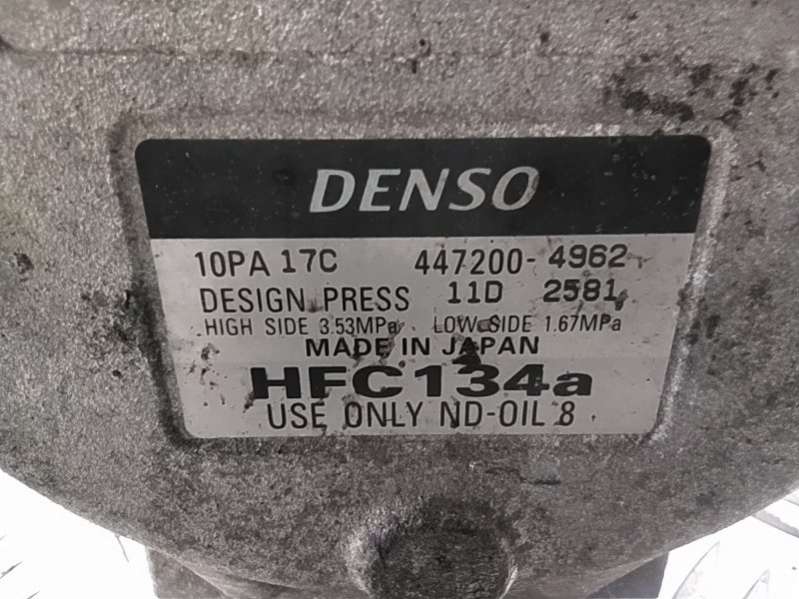 DENSO
10PA 17C 447200-4962
DESIGN PRESS 11D 2581
HIGH SIDE 3.53MPa LOW SIDE 1.67MPa
MADE IN JAPAN
HFC134a
USE ONLY ND-OIL 8